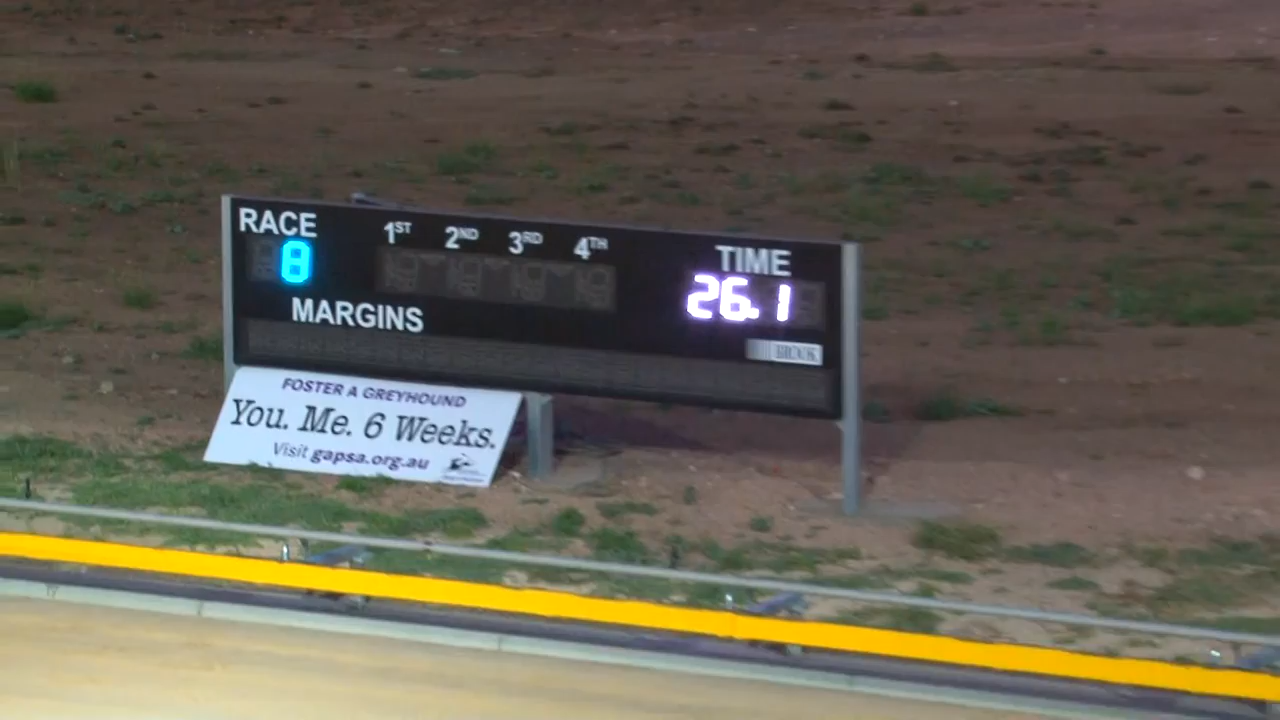 RACE 1ST 2ND 3RD 4TH TIME
8 26.1
MARGINS
FOSTER A GREYHOUND
You. Me. 6 Weeks.
Visit gapsa.org.au